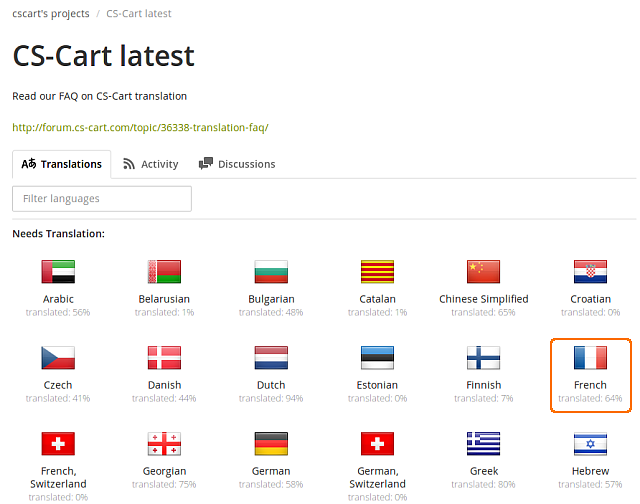 cscart's projects / CS-Cart latest
CS-Cart latest
Read our FAQ on CS-Cart translation
http://forum.cs-cart.com/topic/36338-translation-faq/
Translations Activity Discussions
Filter languages
Needs Translation:
Arabic Belarusian Bulgarian Catalan Chinese Simplified Croatian
translated: 56% translated: 1% translated: 48% translated: 1% translated: 65% translated: 0%
Czech Danish Dutch Estonian Finnish French
translated: 41% translated: 44% translated: 94% translated: 0% translated: 7% translated: 64%
French, Switzerland Georgian German German, Switzerland Greek Hebrew
translated: 0% translated: 75% translated: 58% translated: 0% translated: 80% translated: 57%